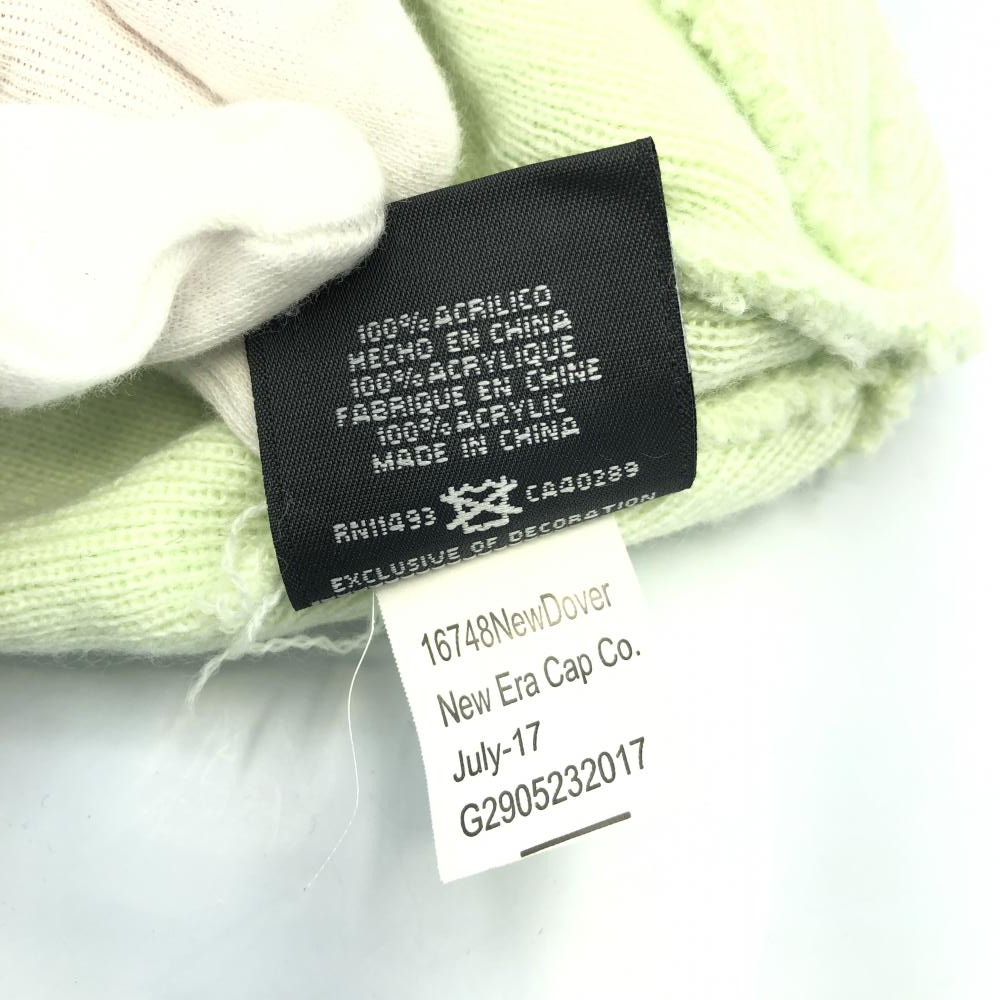 100% ACRILICO
HECHO EN CHINA
100% ACRYLIQUE
FABRIQUE EN CHINE
100% ACRYLIC
MADE IN CHINA
RN11493 CA40289
EXCLUSIVE OF DECORATION
16748NewDover
New Era Cap Co.
July-17
G2905232017